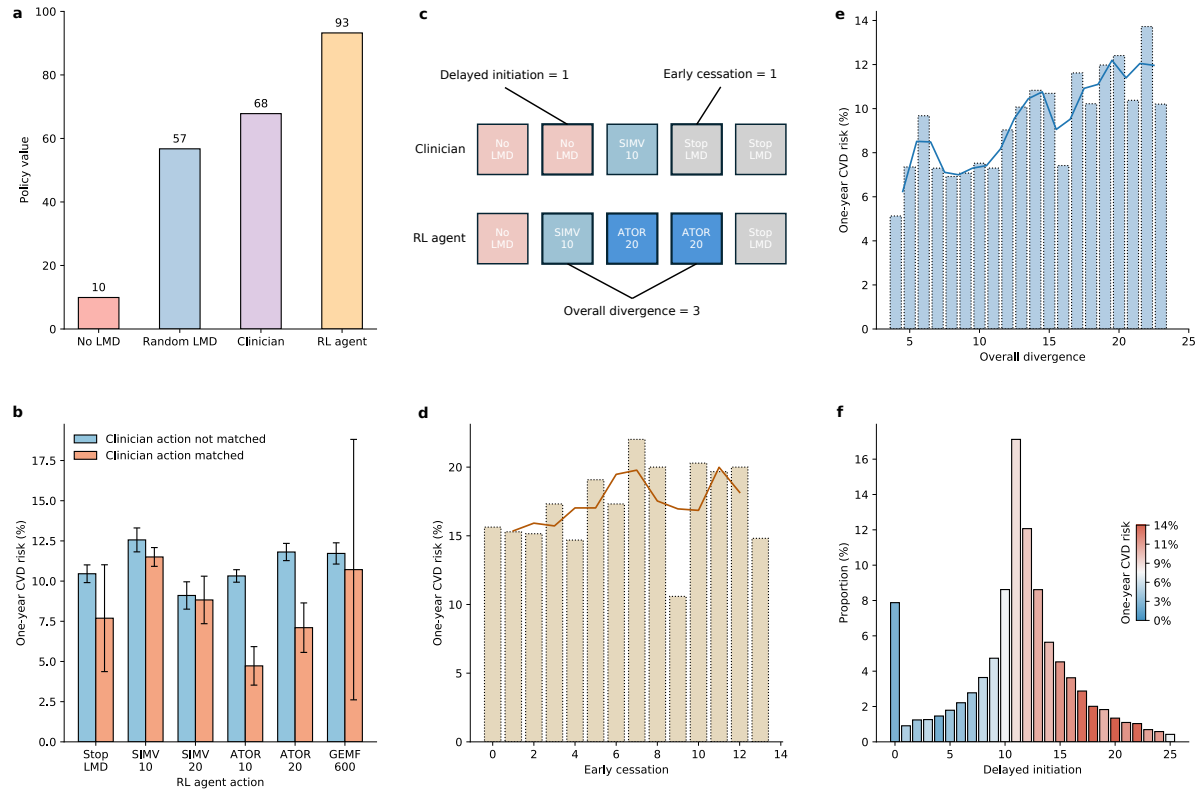 a
Policy value
100
80
60
40
20
0
10
57
68
93
No LMD
Random LMD
Clinician
RL agent
c
Delayed initiation = 1
Early cessation = 1
Clinician
No
LMD
No
LMD
SIMV
10
Stop
LMD
Stop
LMD
RL agent
No
LMD
SIMV
10
ATOR
20
ATOR
20
Stop
LMD
Overall divergence = 3
e
One-year CVD risk (%)
14
12
10
8
6
4
2
0
5
10
15
20
25
Overall divergence
b
Clinician action not matched
Clinician action matched
One-year CVD risk (%)
17.5
15.0
12.5
10.0
7.5
5.0
2.5
0.0
Stop
LMD
SIMV
10
SIMV
20
ATOR
10
ATOR
20
GEMF
600
RL agent action
d
One-year CVD risk (%)
20
15
10
5
0
0
2
4
6
8
10
12
14
Early cessation
f
Proportion (%)
16
14
12
10
8
6
4
2
0
0
5
10
15
20
25
Delayed initiation
One-year CVD risk
14%
11%
9%
6%
3%
0%